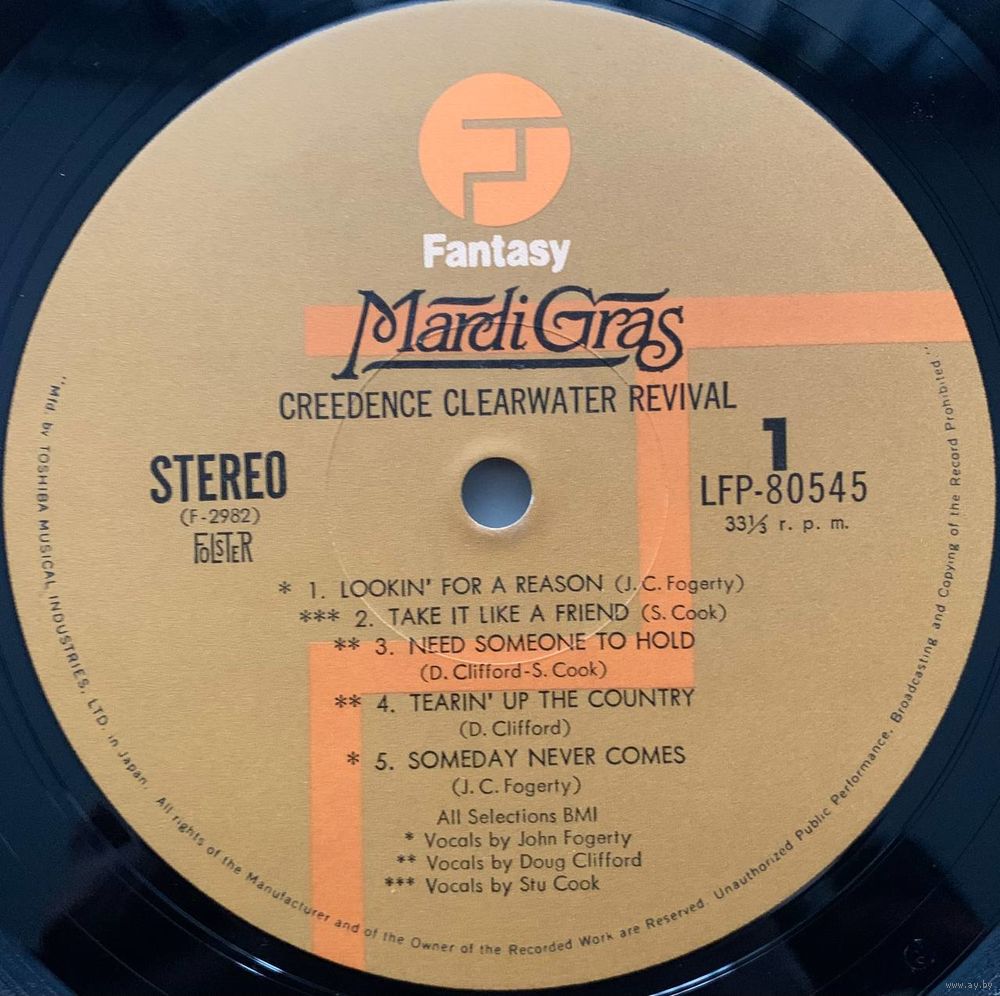 Fantasy
Mardi Gras
CREEDENCE CLEARWATER REVIVAL
1
STEREO
LFP-80545
(F-2982)
33⅓ r. p. m.
FOLSTER
* 1. LOOKIN' FOR A REASON (J. C. Fogerty)
*** 2. TAKE IT LIKE A FRIEND (S. Cook)
** 3. NEED SOMEONE TO HOLD
(D. Clifford-S. Cook)
** 4. TEARIN' UP THE COUNTRY
(D. Clifford)
* 5. SOMEDAY NEVER COMES
(J. C. Fogerty)
All Selections BMI
* Vocals by John Fogerty
** Vocals by Doug Clifford
*** Vocals by Stu Cook
"Mfd. by TOSHIBA MUSICAL INDUSTRIES, LTD. in Japan. All rights of the Manufacturer and of the Owner of the Recorded Work are Reserved. Unauthorized Public Performance, Broadcasting and Copying of the Record Prohibited"
www.ay.by